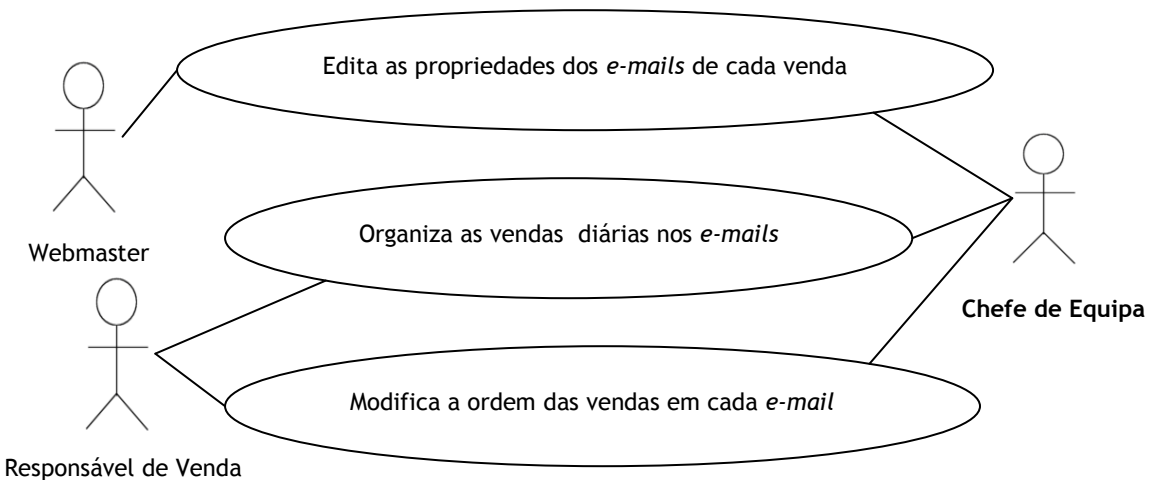 Edita as propriedades dos e-mails de cada venda
Organiza as vendas diárias nos e-mails
Webmaster
Chefe de Equipa
Modifica a ordem das vendas em cada e-mail
Responsável de Venda